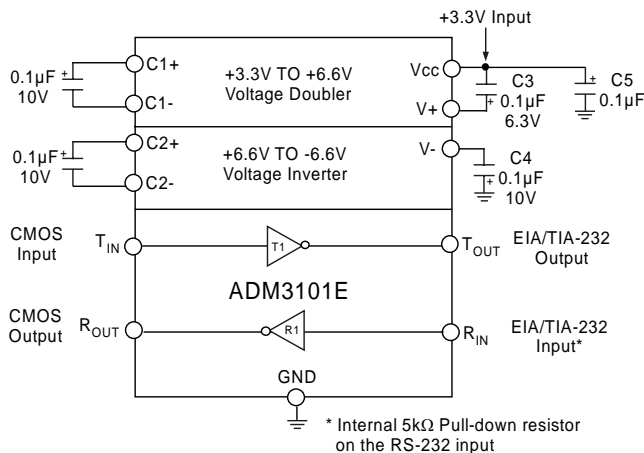 +3.3V Input
0.1µF
10V
+
C1+
C1-
+3.3V TO +6.6V
Voltage Doubler
Vcc
V+
+
C3
0.1µF
6.3V
+
C5
0.1µF
0.1µF
10V
+
C2+
C2-
+6.6V TO -6.6V
Voltage Inverter
V-
+
C4
0.1µF
10V
CMOS
Input
TIN
T1
TOUT
EIA/TIA-232
Output
ADM3101E
CMOS
Output
ROUT
R1
RIN
EIA/TIA-232
Input*
GND
* Internal 5kΩ Pull-down resistor
on the RS-232 input